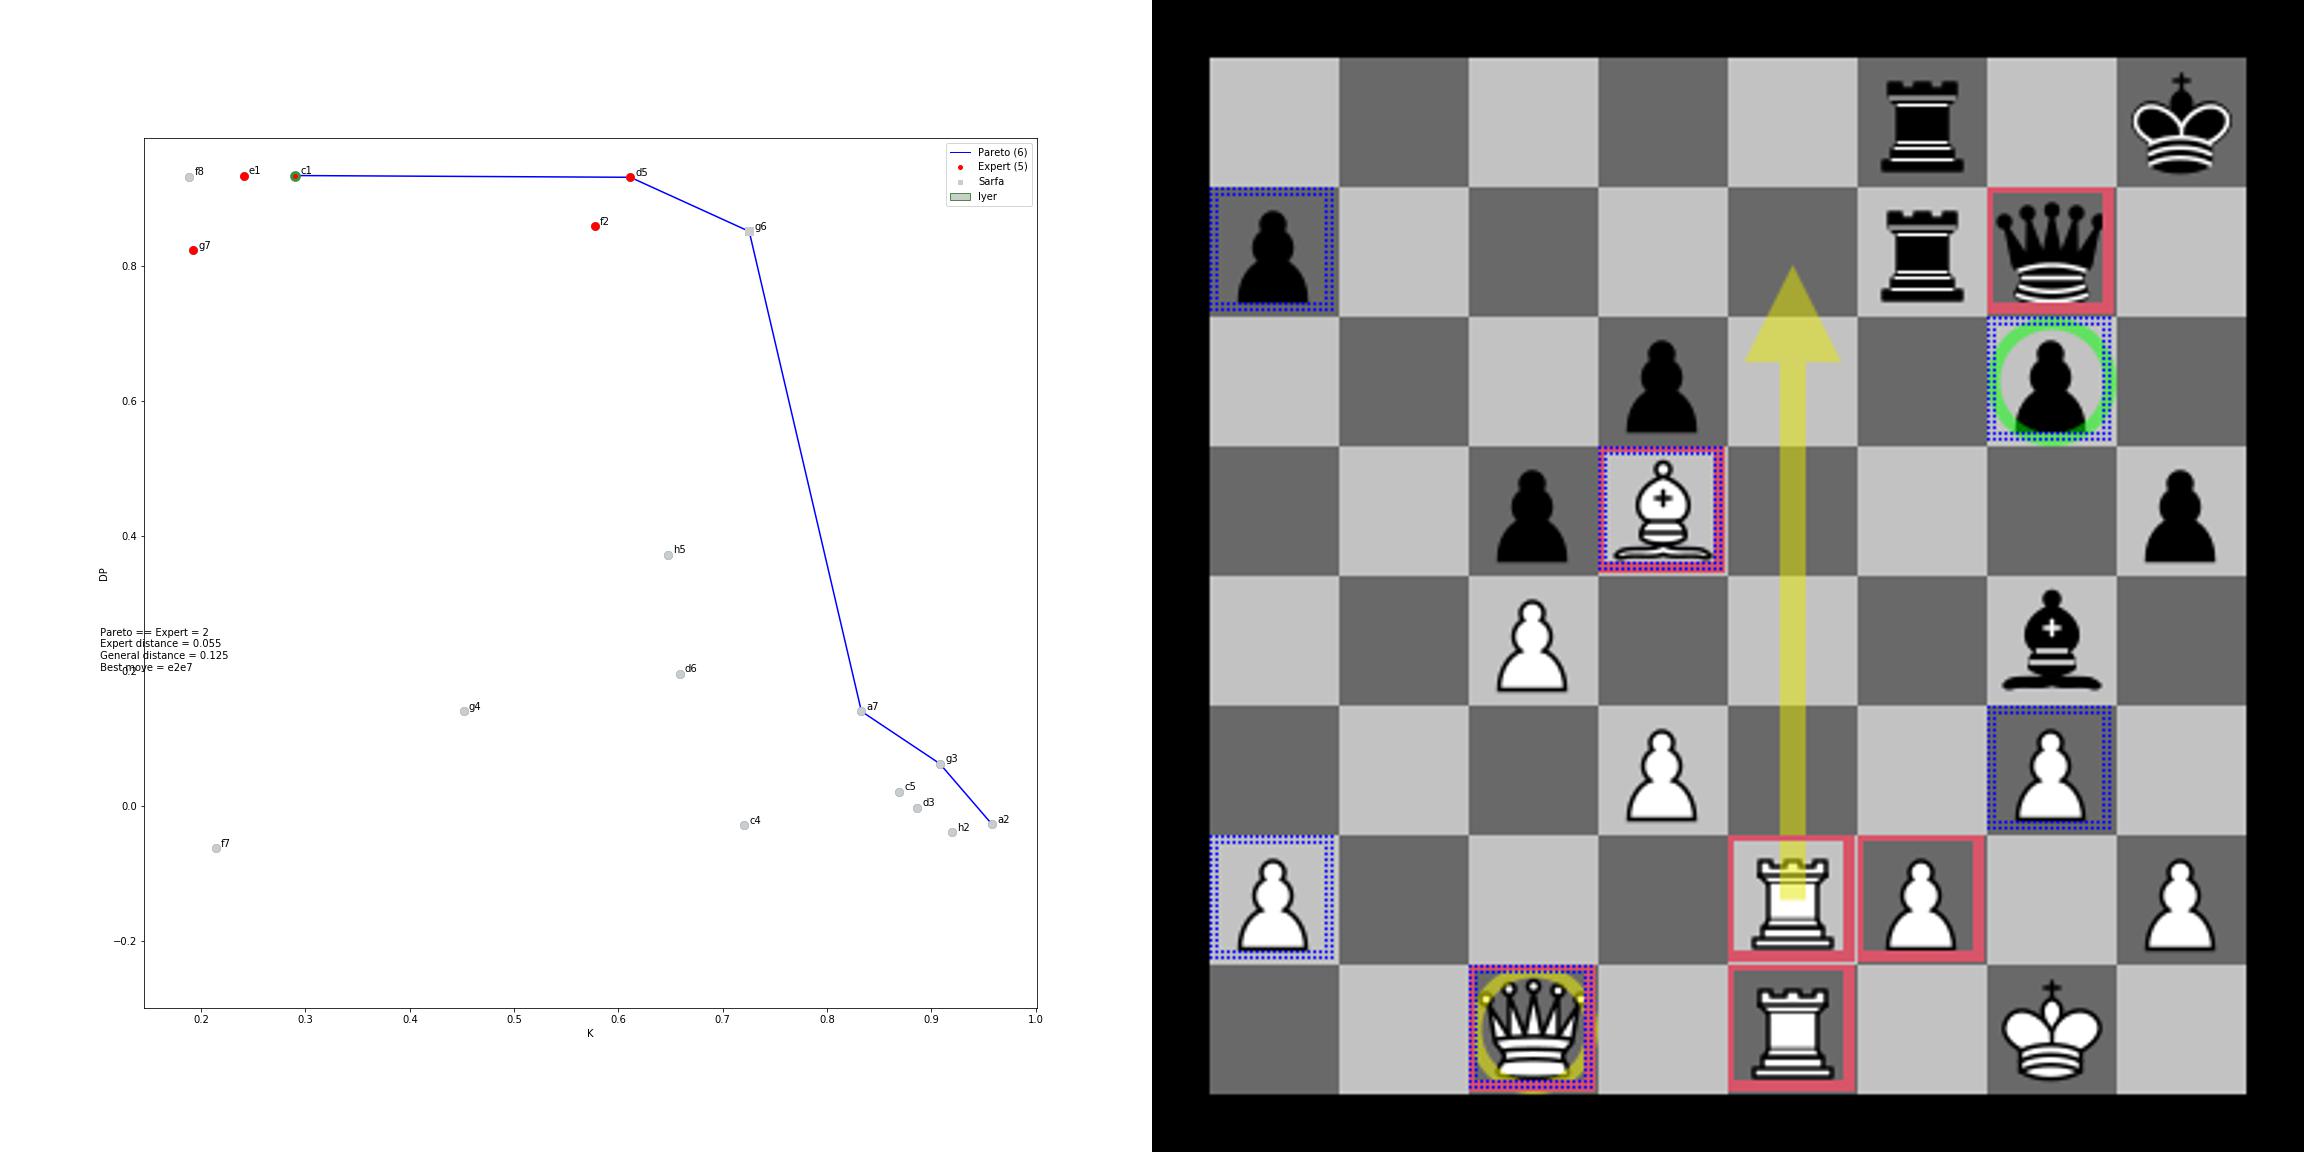 Pareto (6)
Expert (5)
Sarfa
Iyer
f8
e1
c1
d5
f2
g6
g7
0.8
0.6
h5
0.4
DP
Pareto == Expert = 2
Expert distance = 0.055
General distance = 0.125
Best move = e2e7
0.2
d6
g4
a7
g3
c5
d3
0.0
c4
h2
a2
f7
−0.2
0.2 0.3 0.4 0.5 0.6 0.7 0.8 0.9 1.0
K